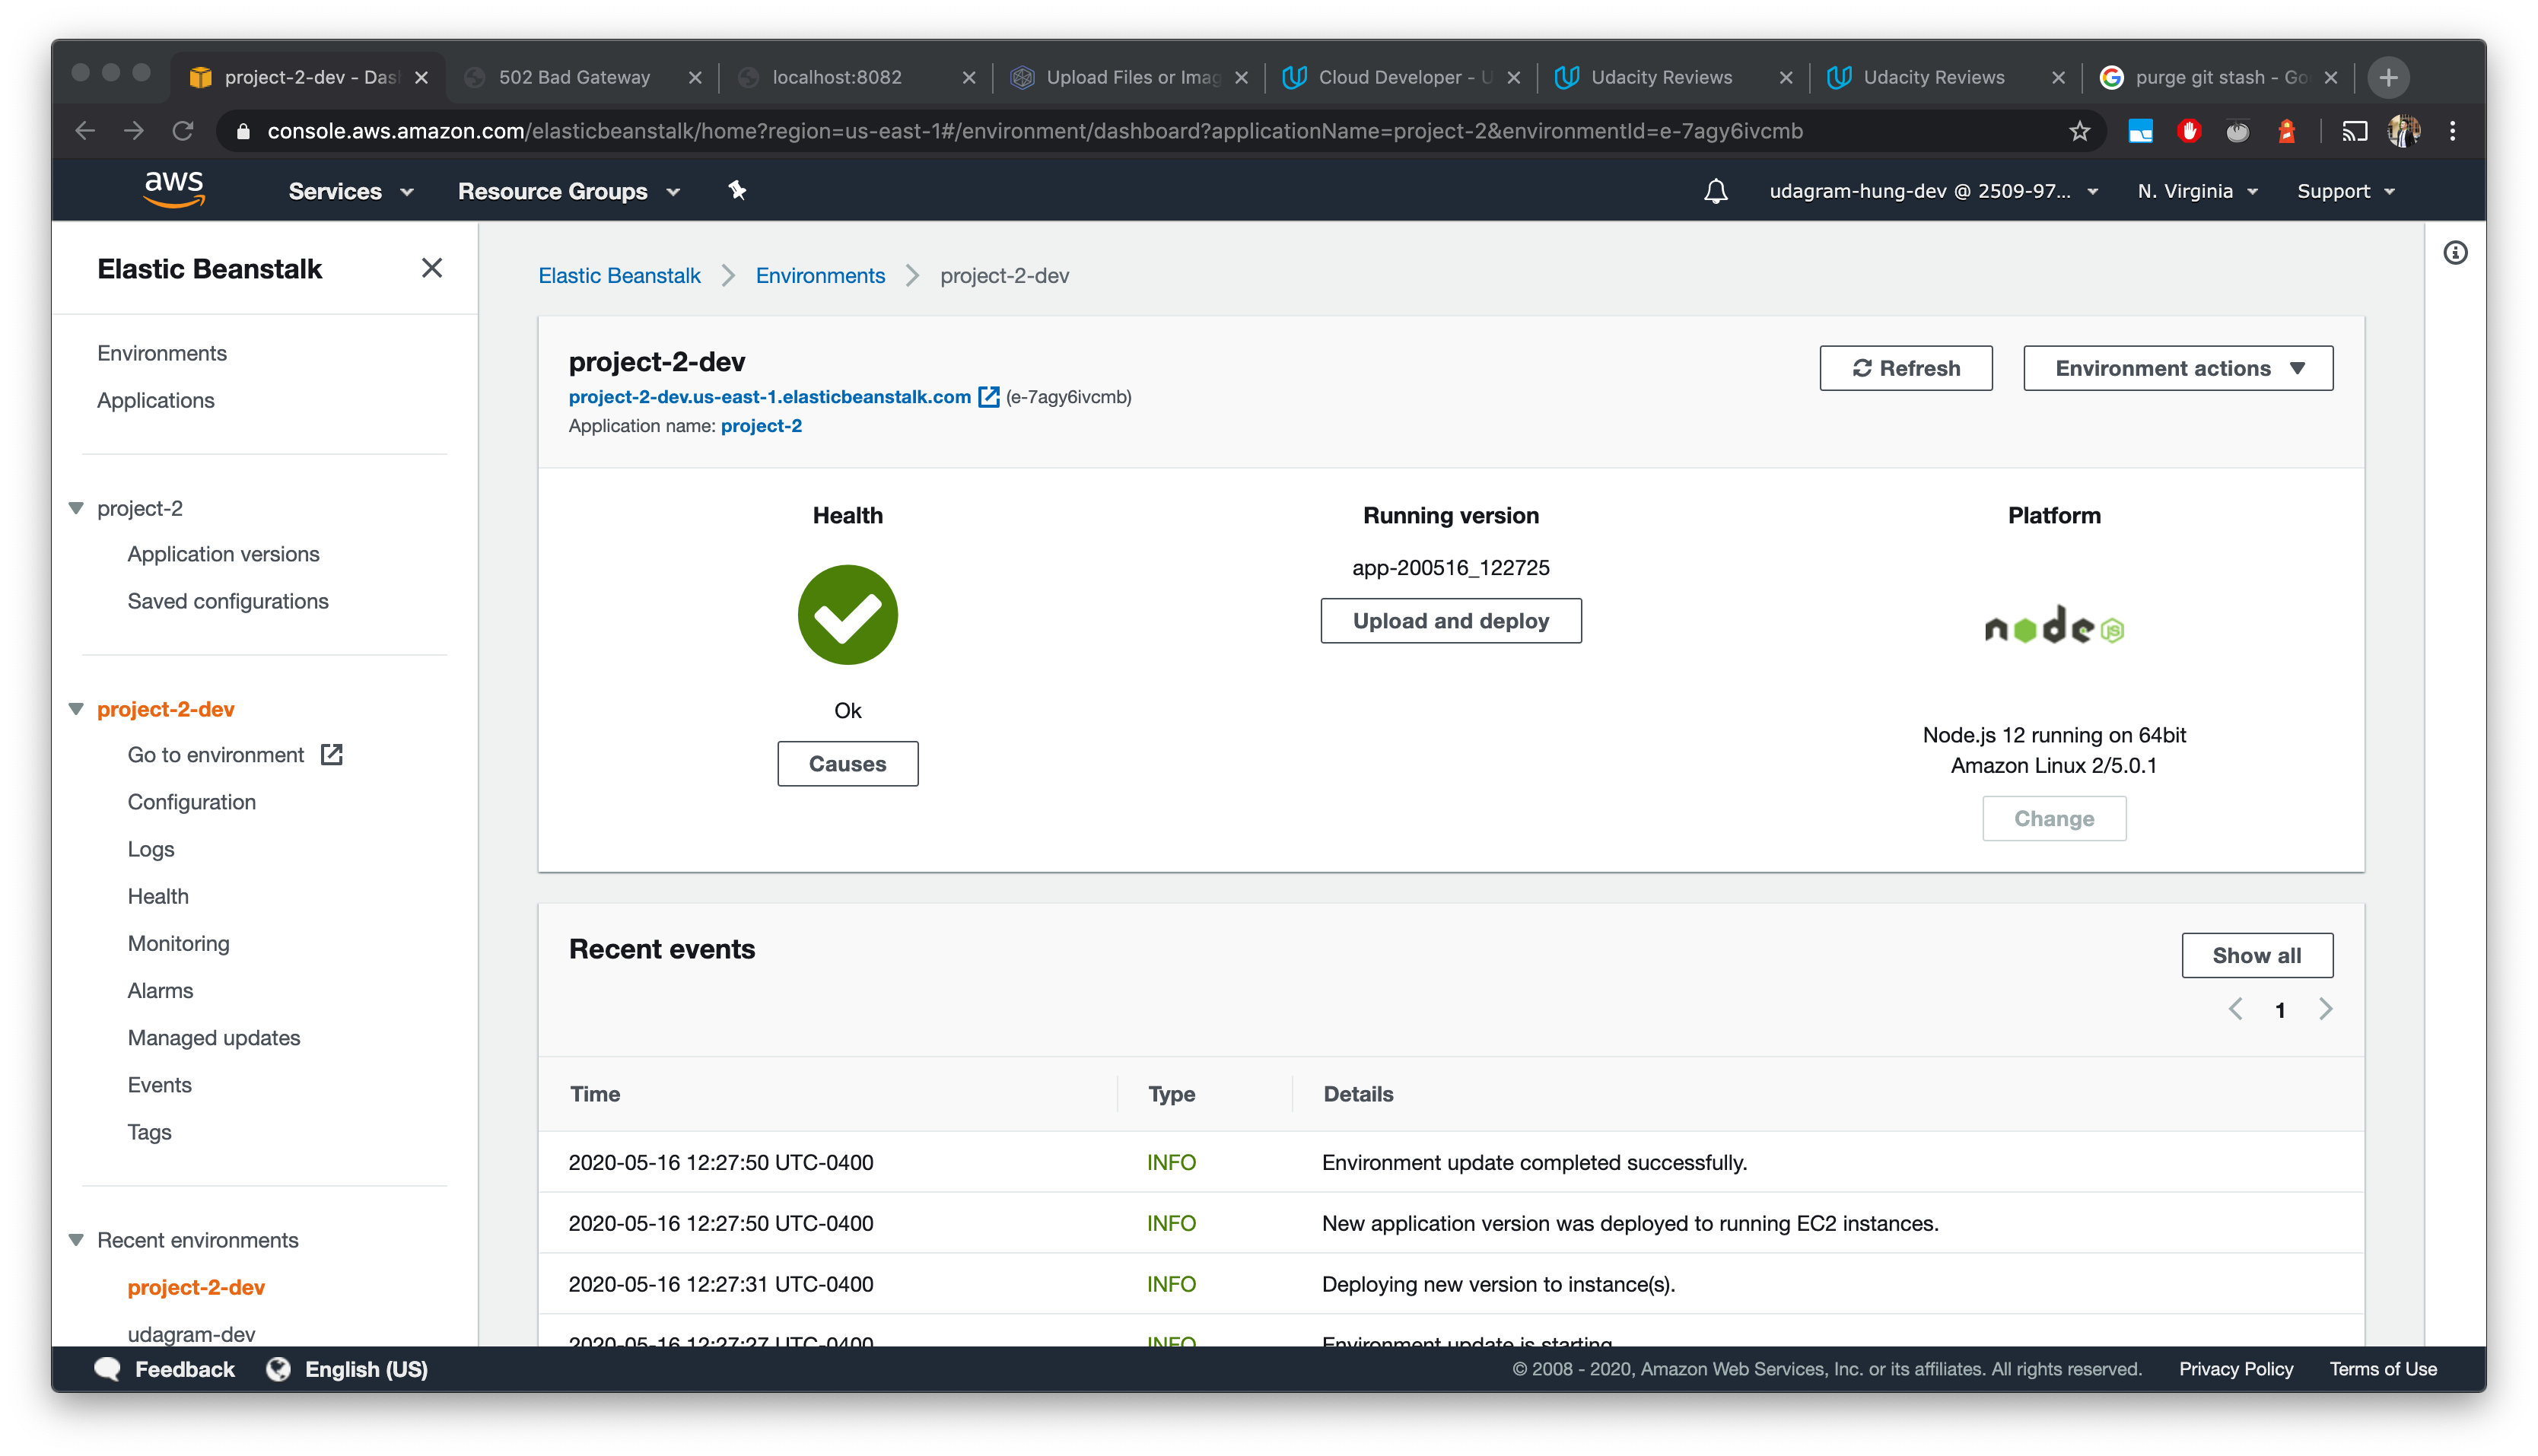 project-2-dev - Das
502 Bad Gateway
localhost:8082
Upload Files or Imag
Cloud Developer - U
Udacity Reviews
Udacity Reviews
purge git stash - Go
console.aws.amazon.com/elasticbeanstalk/home?region=us-east-1#/environment/dashboard?applicationName=project-2&environmentId=e-7agy6ivcmb
aws
Services
Resource Groups
udagram-hung-dev @ 2509-97...
N. Virginia
Support
Elastic Beanstalk
Environments
Applications
project-2
Application versions
Saved configurations
project-2-dev
Go to environment
Configuration
Logs
Health
Monitoring
Alarms
Managed updates
Events
Tags
Recent environments
project-2-dev
udagram-dev
Elastic Beanstalk > Environments > project-2-dev
project-2-dev
project-2-dev.us-east-1.elasticbeanstalk.com (e-7agy6ivcmb)
Application name: project-2
Refresh
Environment actions
Health
Ok
Causes
Running version
app-200516_122725
Upload and deploy
Platform
node JS
Node.js 12 running on 64bit
Amazon Linux 2/5.0.1
Change
Recent events
Show all
1
Time Type Details
2020-05-16 12:27:50 UTC-0400 INFO Environment update completed successfully.
2020-05-16 12:27:50 UTC-0400 INFO New application version was deployed to running EC2 instances.
2020-05-16 12:27:31 UTC-0400 INFO Deploying new version to instance(s).
2020-05-16 12:27:27 UTC-0400 INFO Environment update is starting.
Feedback
English (US)
© 2008 - 2020, Amazon Web Services, Inc. or its affiliates. All rights reserved.
Privacy Policy
Terms of Use